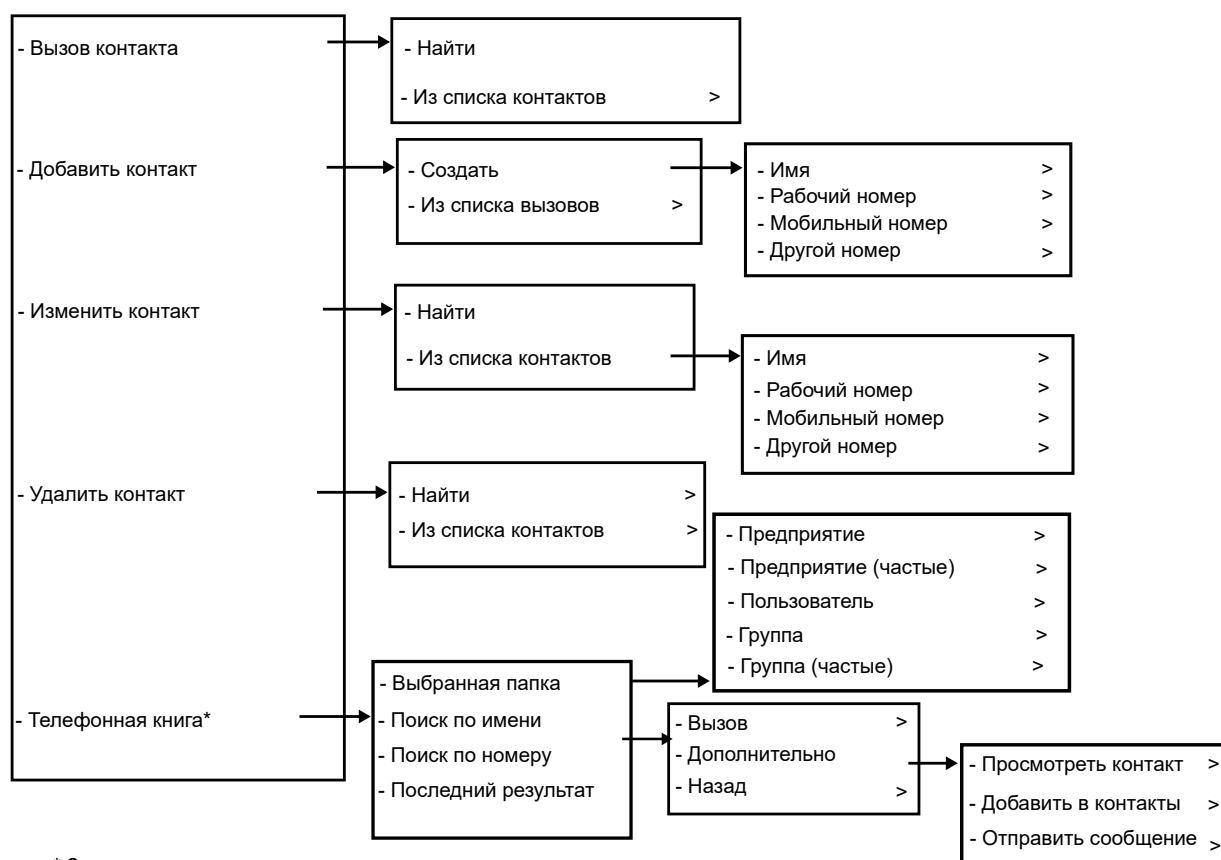 - Вызов контакта
- Найти
- Из списка контактов >
- Добавить контакт
- Создать
- Из списка вызовов >
- Имя >
- Рабочий номер >
- Мобильный номер >
- Другой номер >
- Изменить контакт
- Найти
- Из списка контактов
- Имя >
- Рабочий номер >
- Мобильный номер >
- Другой номер >
- Удалить контакт
- Найти >
- Из списка контактов >
- Телефонная книга*
- Выбранная папка
- Поиск по имени
- Поиск по номеру
- Последний результат
- Предприятие >
- Предприятие (частые) >
- Пользователь >
- Группа >
- Группа (частые) >
- Вызов >
- Дополнительно
- Назад >
- Просмотреть контакт >
- Добавить в контакты >
- Отправить сообщение >